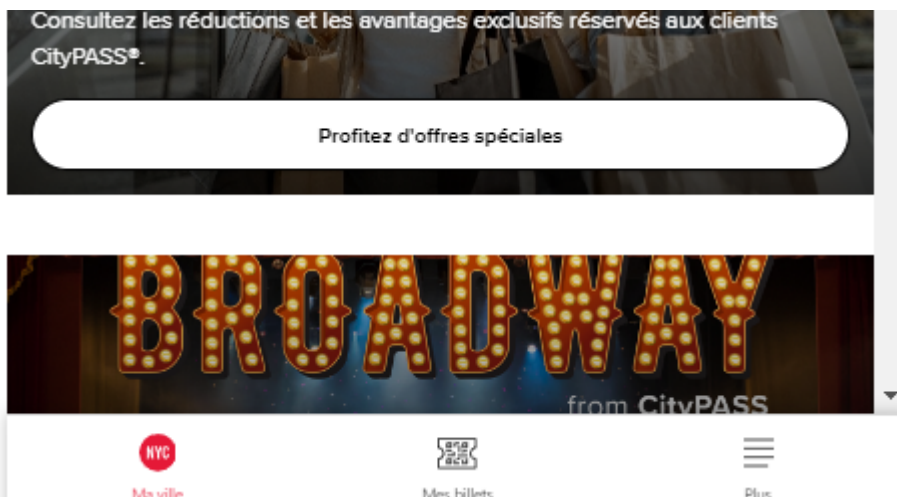 Consultez les réductions et les avantages exclusifs réservés aux clients
CityPASS®.
Profitez d'offres spéciales
BROADWAY
from CityPASS
NYC
Ma ville
Mes billets
Plus